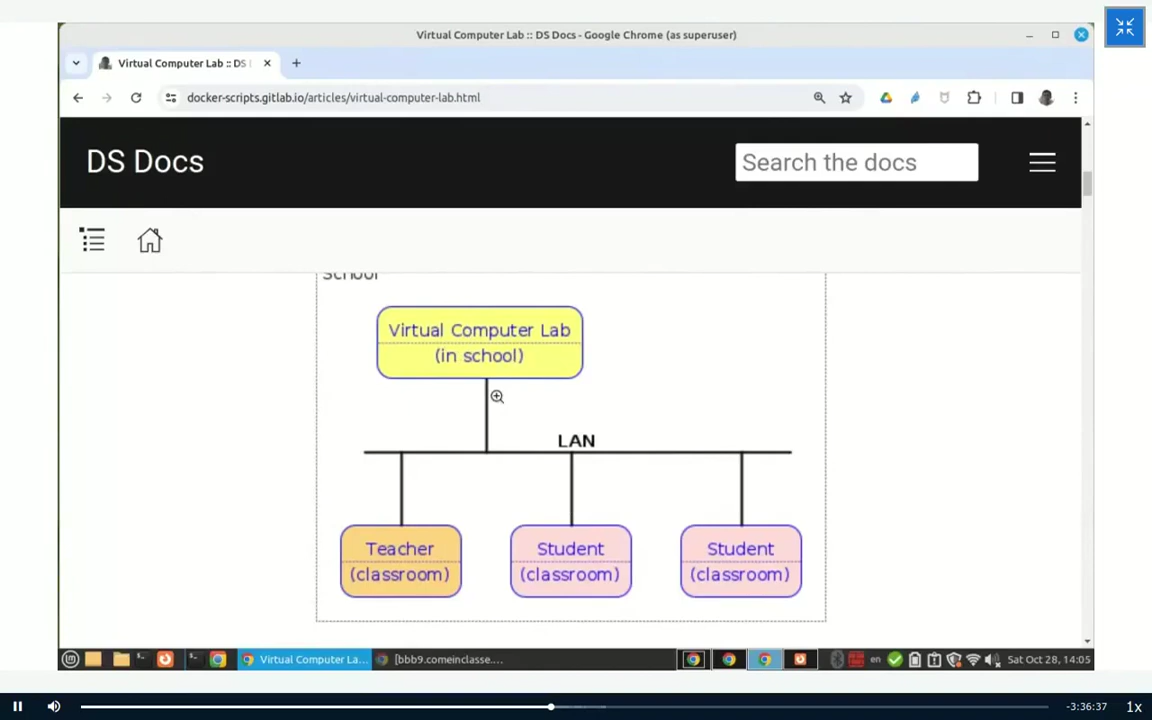 Virtual Computer Lab :: DS Docs - Google Chrome (as superuser)
Virtual Computer Lab :: DS
docker-scripts.gitlab.io/articles/virtual-computer-lab.html
DS Docs
Search the docs
School
Virtual Computer Lab
(in school)
LAN
Teacher
(classroom)
Student
(classroom)
Student
(classroom)
Virtual Computer La...
[bbb9.comeinclasse....
en
Sat Oct 28, 14:05
-3:36:37
1x